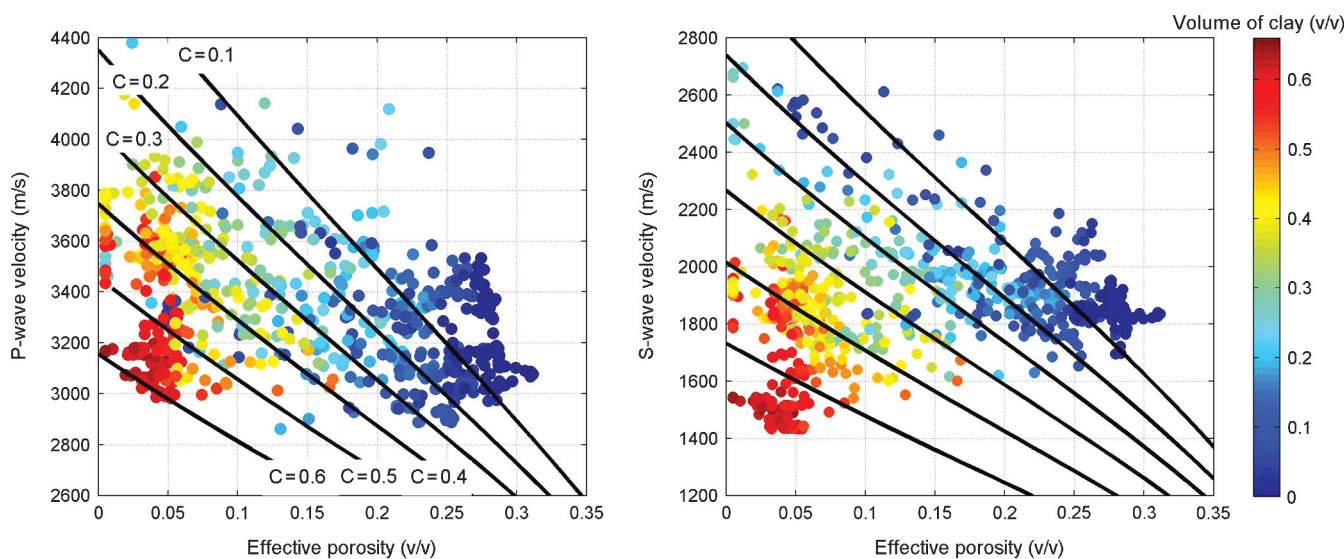 Volume of clay (v/v)
4400
4200
4000
3800
3600
3400
3200
3000
2800
2600
P-wave velocity (m/s)
C=0.1
C=0.2
C=0.3
C=0.6
C=0.5
C=0.4
0 0.05 0.1 0.15 0.2 0.25 0.3 0.35
Effective porosity (v/v)
2800
2600
2400
2200
2000
1800
1600
1400
1200
S-wave velocity (m/s)
0 0.05 0.1 0.15 0.2 0.25 0.3 0.35
Effective porosity (v/v)
0.6
0.5
0.4
0.3
0.2
0.1
0